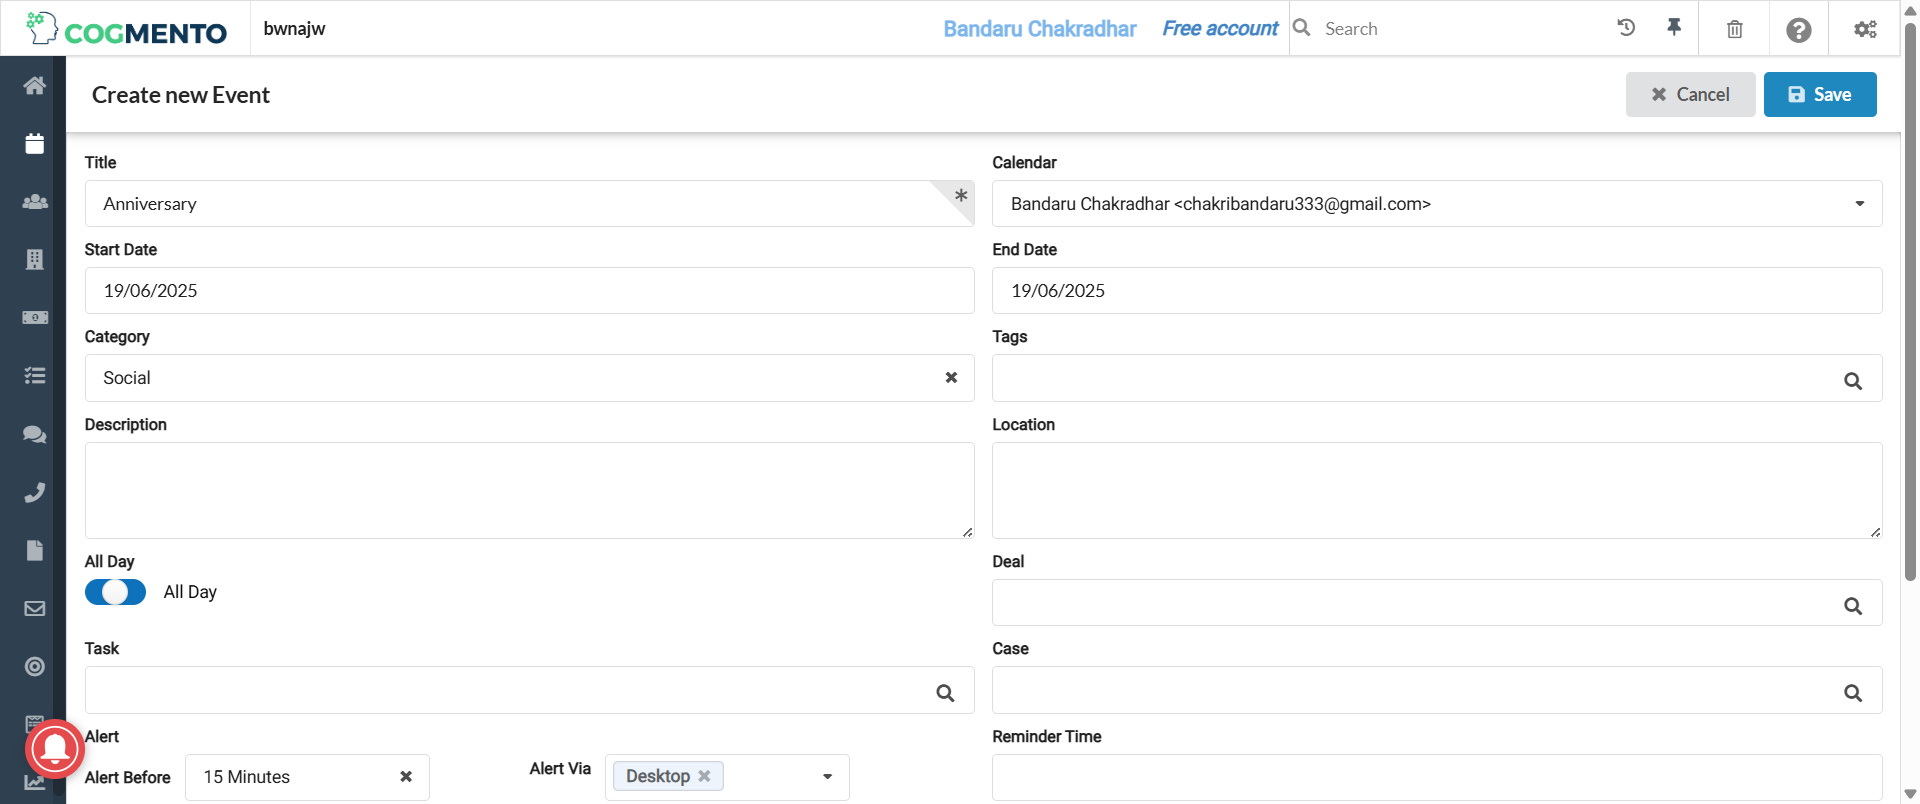 COGMENTO
bwnajw
Bandaru Chakradhar
Free account
Search
Create new Event
Cancel
Save
Title
Calendar
Anniversary
*
Bandaru Chakradhar <chakribandaru333@gmail.com>
Start Date
End Date
19/06/2025
19/06/2025
Category
Tags
Social
Description
Location
All Day
Deal
All Day
Task
Case
Alert
Reminder Time
Alert Before
15 Minutes
Alert Via
Desktop